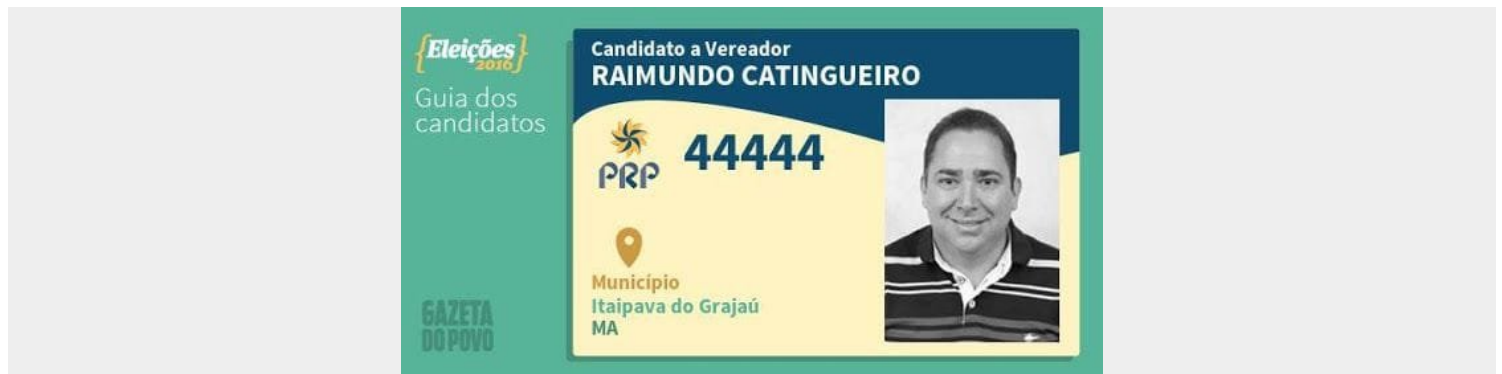 {Eleições}
2016
Guia dos
candidatos
GAZETA
DO POVO
Candidato a Vereador
RAIMUNDO CATINGUEIRO
PRP
44444
Município
Itaipava do Grajaú
MA